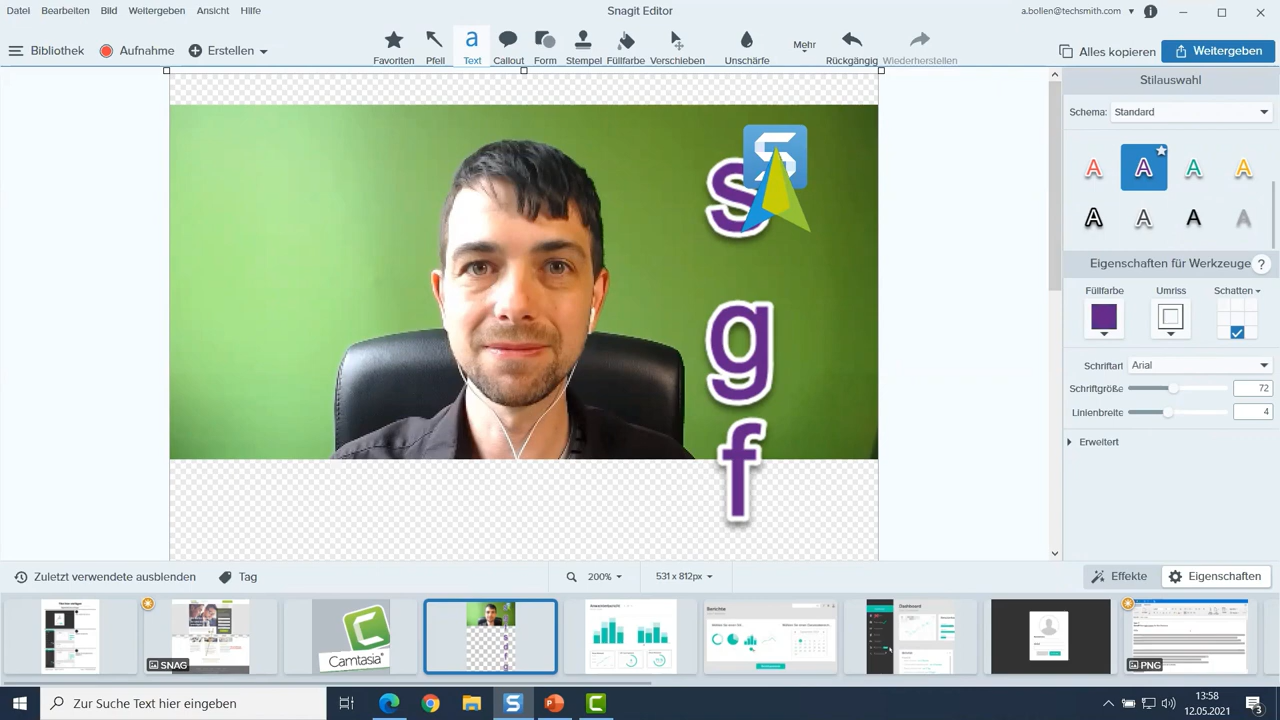 Datei Bearbeiten Bild Weitergeben Ansicht Hilfe
Snagit Editor
a.bollen@techsmith.com
Bibliothek
Aufnahme
Erstellen
Favoriten
Pfeil
a
Text
Callout
Form
Stempel
Füllfarbe
Verschieben
Unschärfe
Mehr
Rückgängig
Wiederherstellen
Alles kopieren
Weitergeben
Stilauswahl
Schema: Standard
A A A A
A A A A
Eigenschaften für Werkzeuge ?
Füllfarbe Umriss Schatten
Schriftart Arial
Schriftgröße 72
Linienbreite 4
Erweitert
S
s
g
f
Zuletzt verwendete ausblenden
Tag
200%
531 x 812px
Effekte
Eigenschaften
SNAG
Camtasia
Berichte
Dashboard
PNG
Zur Suche Text hier eingeben
13:58
12.05.2021
3